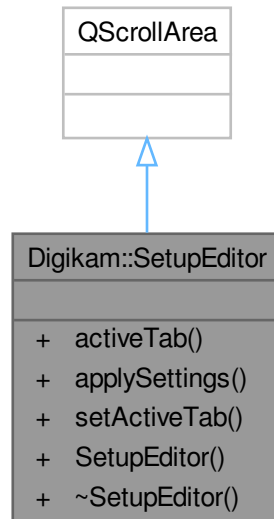 QScrollArea
Digikam::SetupEditor
+ activeTab()
+ applySettings()
+ setActiveTab()
+ SetupEditor()
+ ~SetupEditor()